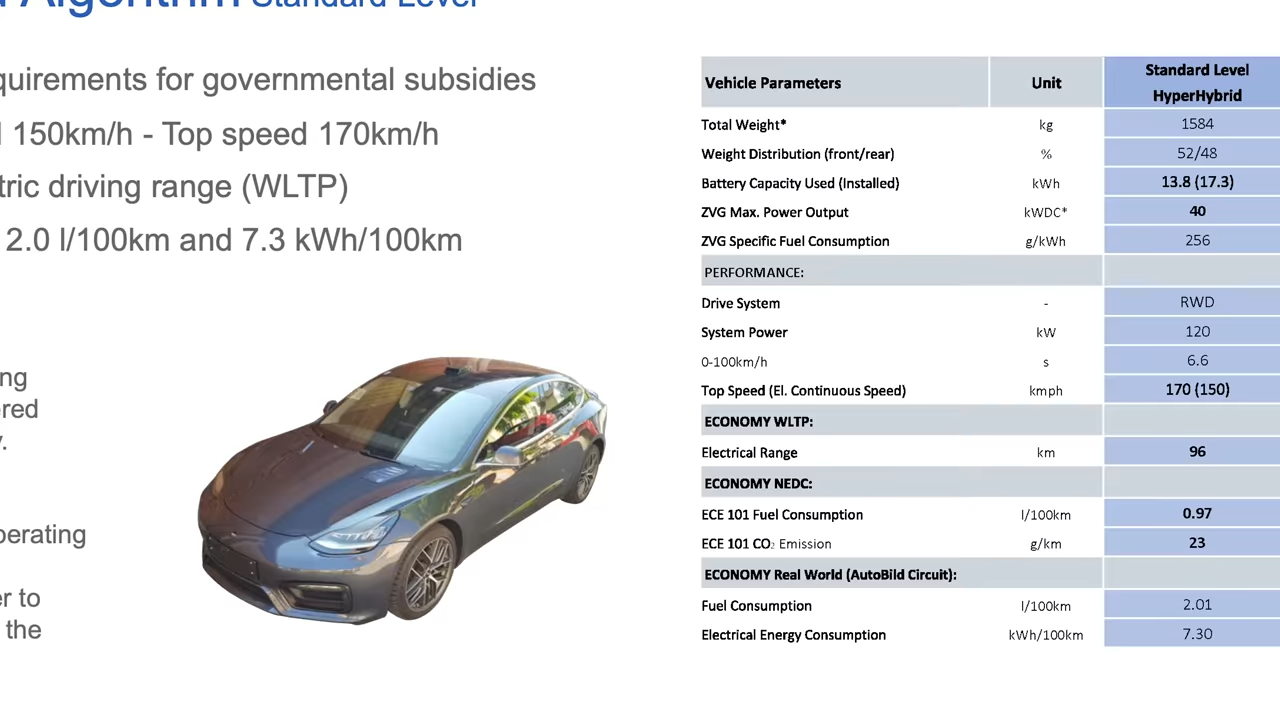 Algorithm Standard Level
quirements for governmental subsidies
150km/h - Top speed 170km/h
tric driving range (WLTP)
2.0 l/100km and 7.3 kWh/100km
ng
red
.
perating
er to
the
Vehicle Parameters Unit Standard Level HyperHybrid
Total Weight* kg 1584
Weight Distribution (front/rear) % 52/48
Battery Capacity Used (Installed) kWh 13.8 (17.3)
ZVG Max. Power Output kWDC* 40
ZVG Specific Fuel Consumption g/kWh 256
PERFORMANCE:
Drive System - RWD
System Power kW 120
0-100km/h s 6.6
Top Speed (El. Continuous Speed) kmph 170 (150)
ECONOMY WLTP:
Electrical Range km 96
ECONOMY NEDC:
ECE 101 Fuel Consumption l/100km 0.97
ECE 101 CO₂ Emission g/km 23
ECONOMY Real World (AutoBild Circuit):
Fuel Consumption l/100km 2.01
Electrical Energy Consumption kWh/100km 7.30